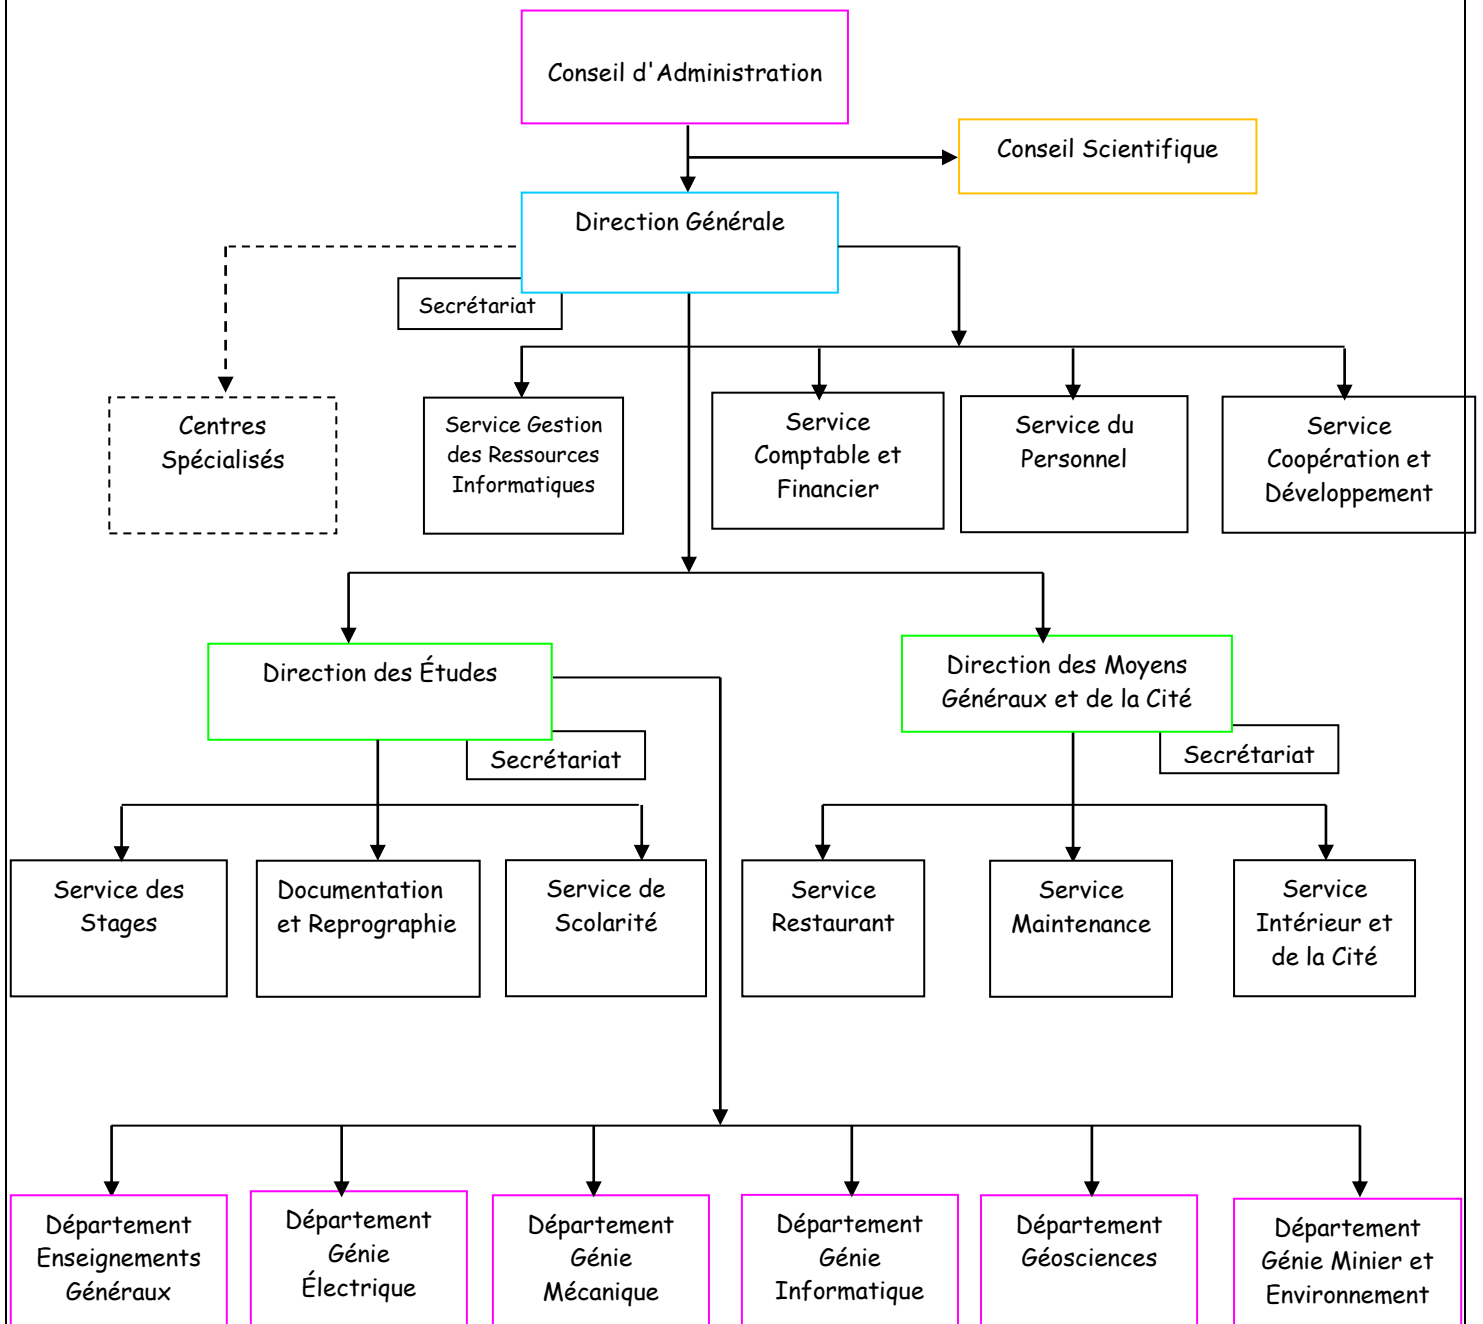 Conseil d'Administration
Conseil Scientifique
Direction Générale
Secrétariat
Centres
Spécialisés
Service Gestion
des Ressources
Informatiques
Service
Comptable et
Financier
Service du
Personnel
Service
Coopération et
Développement
Direction des Études
Secrétariat
Direction des Moyens
Généraux et de la Cité
Secrétariat
Service des
Stages
Documentation
et Reprographie
Service de
Scolarité
Service
Restaurant
Service
Maintenance
Service
Intérieur et
de la Cité
Département
Enseignements
Généraux
Département
Génie
Électrique
Département
Génie
Mécanique
Département
Génie
Informatique
Département
Géosciences
Département
Génie Minier et
Environnement